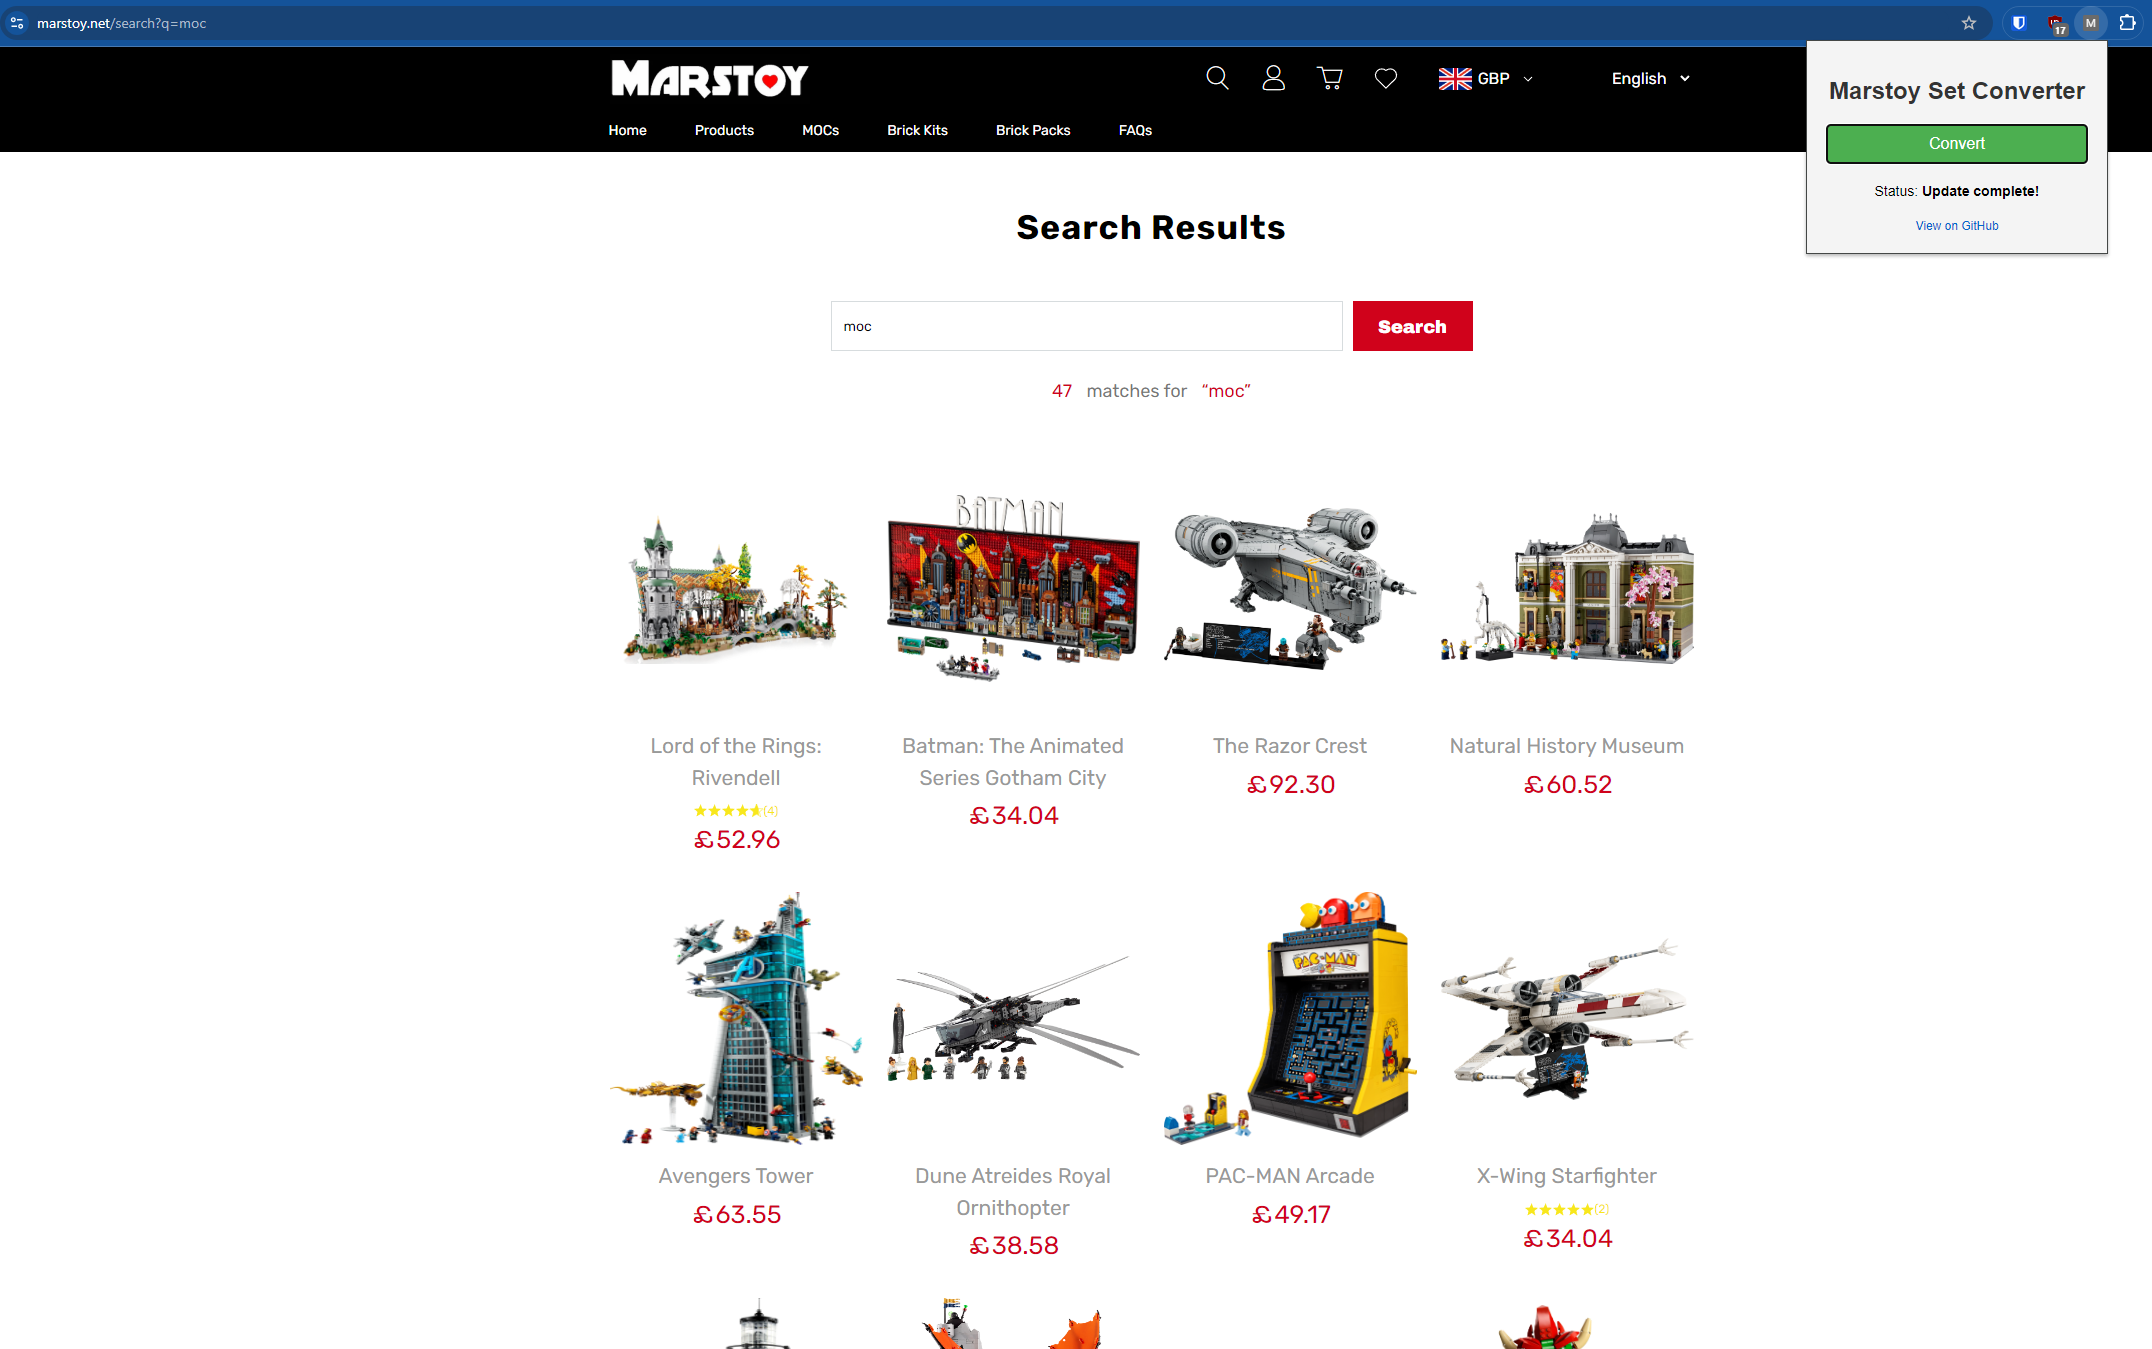 marstoy.net/search?q=moc
17
M
MARSTOY
GBP
English
Home
Products
MOCs
Brick Kits
Brick Packs
FAQs
Marstoy Set Converter
Convert
Status: Update complete!
View on GitHub
Search Results
moc
Search
47 matches for “moc”
BATMAN
Lord of the Rings:
Rivendell
(4)
£52.96
Batman: The Animated
Series Gotham City
£34.04
The Razor Crest
£92.30
Natural History Museum
£60.52
PAC-MAN
Avengers Tower
£63.55
Dune Atreides Royal
Ornithopter
£38.58
PAC-MAN Arcade
£49.17
X-Wing Starfighter
(2)
£34.04